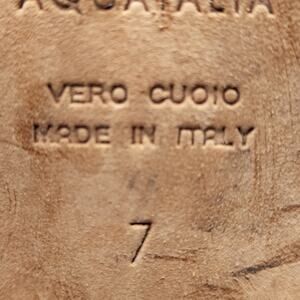 AQUATALIA
VERO CUOIO
MADE IN ITALY
7